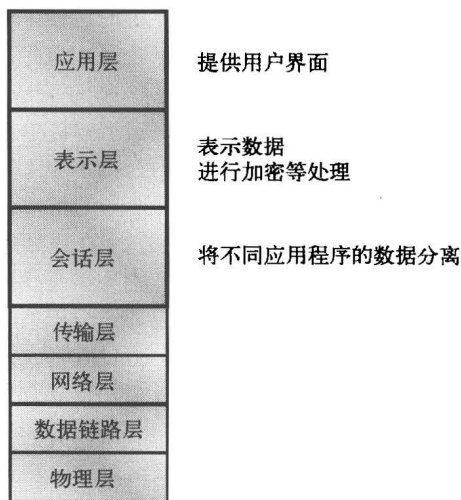 应用层
提供用户界面
表示层
表示数据
进行加密等处理
会话层
将不同应用程序的数据分离
传输层
网络层
数据链路层
物理层